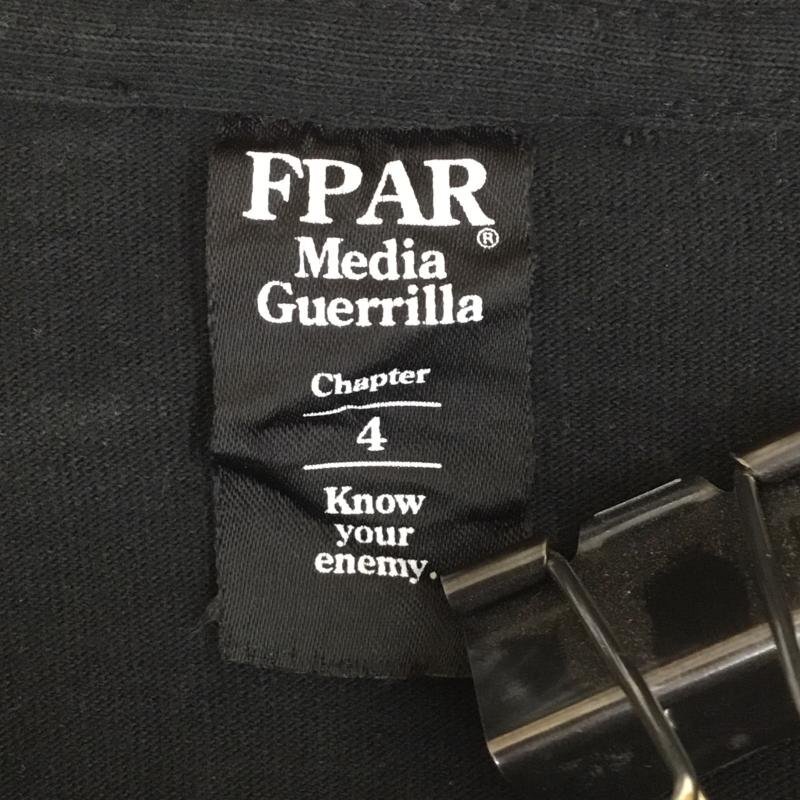 FPAR
®
Media
Guerrilla
Chapter
4
Know
your
enemy.